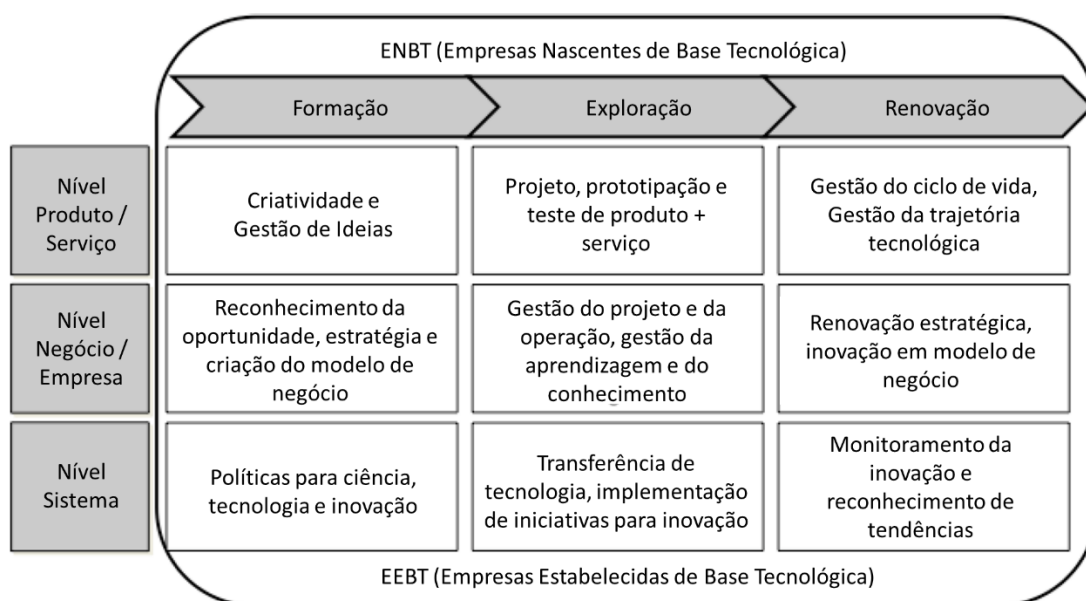 ENBT (Empresas Nascentes de Base Tecnológica)
Formação
Exploração
Renovação
Nível
Produto /
Serviço
Criatividade e
Gestão de Ideias
Projeto, prototipação e
teste de produto +
serviço
Gestão do ciclo de vida,
Gestão da trajetória
tecnológica
Nível
Negócio /
Empresa
Reconhecimento da
oportunidade, estratégia e
criação do modelo de
negócio
Gestão do projeto e da
operação, gestão da
aprendizagem e do
conhecimento
Renovação estratégica,
inovação em modelo de
negócio
Nível
Sistema
Políticas para ciência,
tecnologia e inovação
Transferência de
tecnologia, implementação
de iniciativas para inovação
Monitoramento da
inovação e
reconhecimento de
tendências
EEBT (Empresas Estabelecidas de Base Tecnológica)